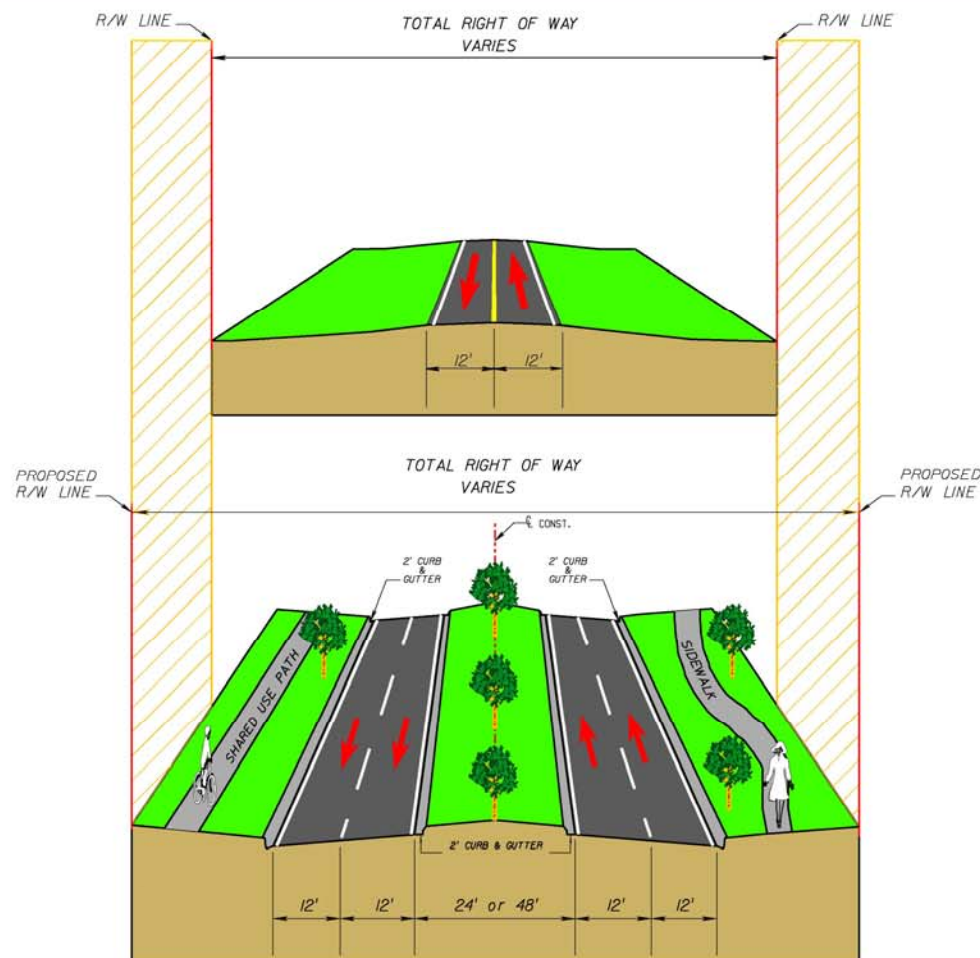 R/W LINE
TOTAL RIGHT OF WAY
VARIES
R/W LINE
12'
12'
PROPOSED
R/W LINE
TOTAL RIGHT OF WAY
VARIES
PROPOSED
R/W LINE
℄ CONST.
2' CURB
&
GUTTER
2' CURB
&
GUTTER
SHARED USE PATH
SIDEWALK
2' CURB & GUTTER
12'
12'
24' or 48'
12'
12'